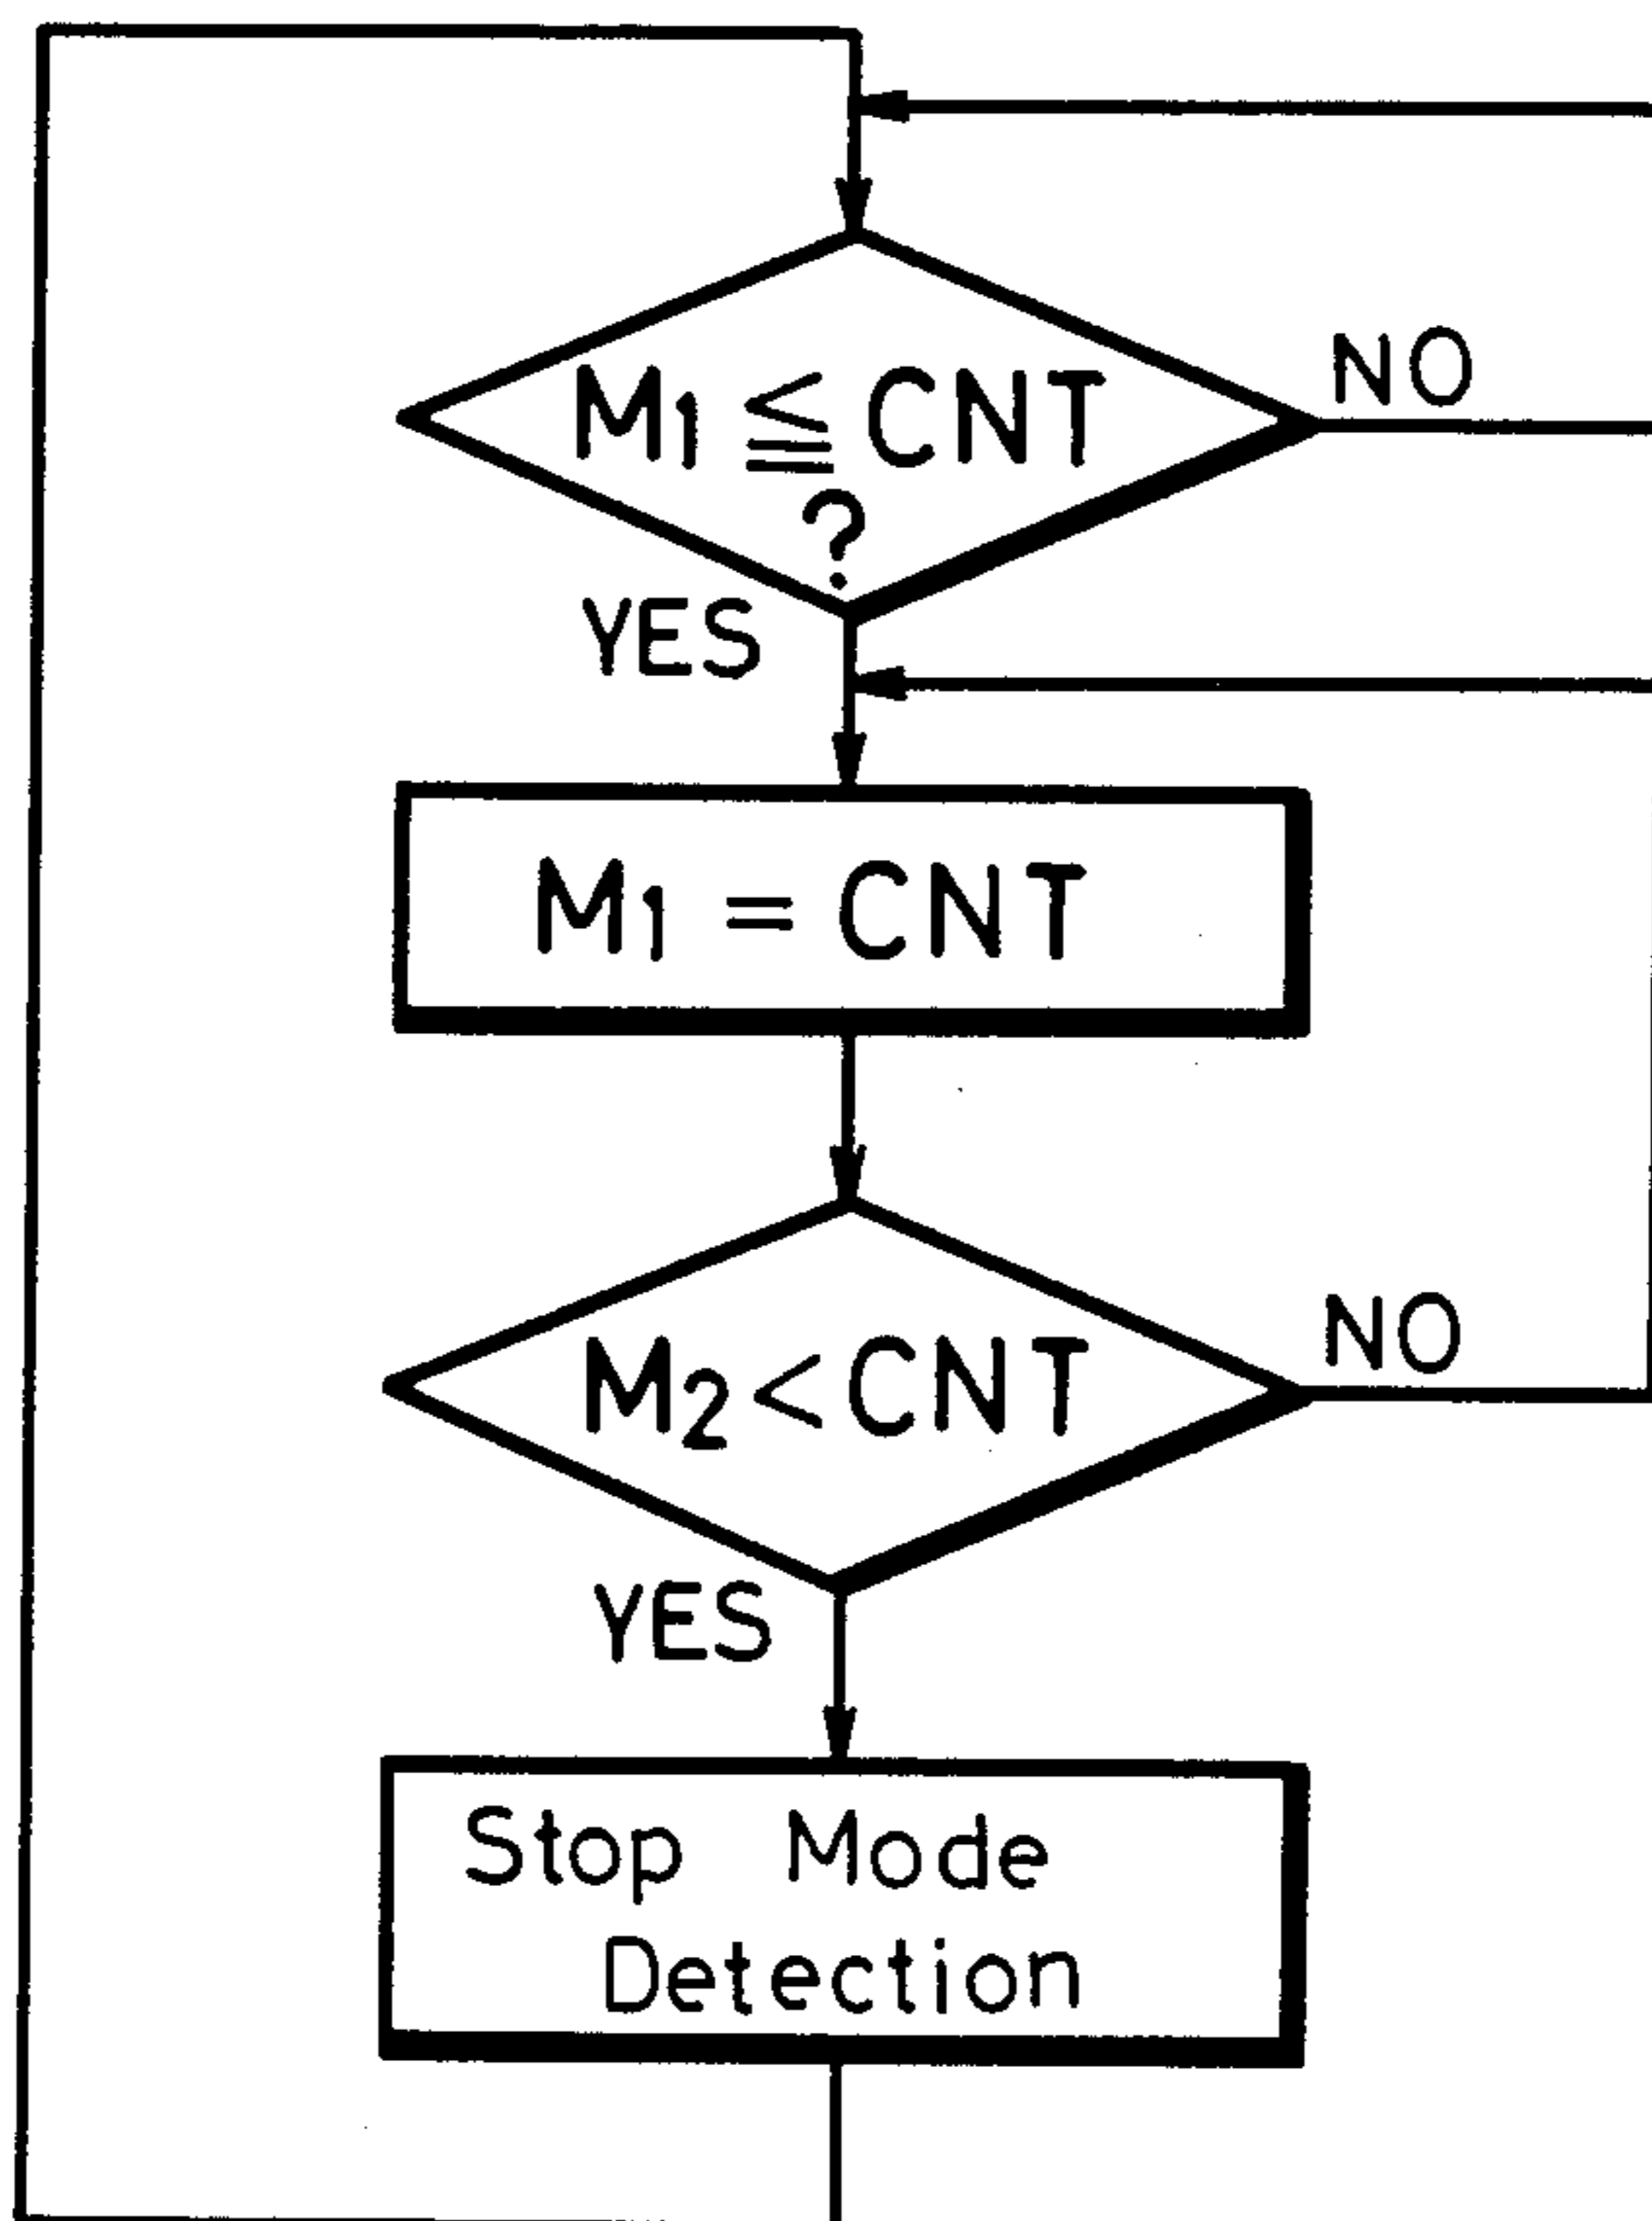 M1 ≦ CNT
?
NO
YES
M1 = CNT
M2 < CNT
NO
YES
Stop Mode
Detection